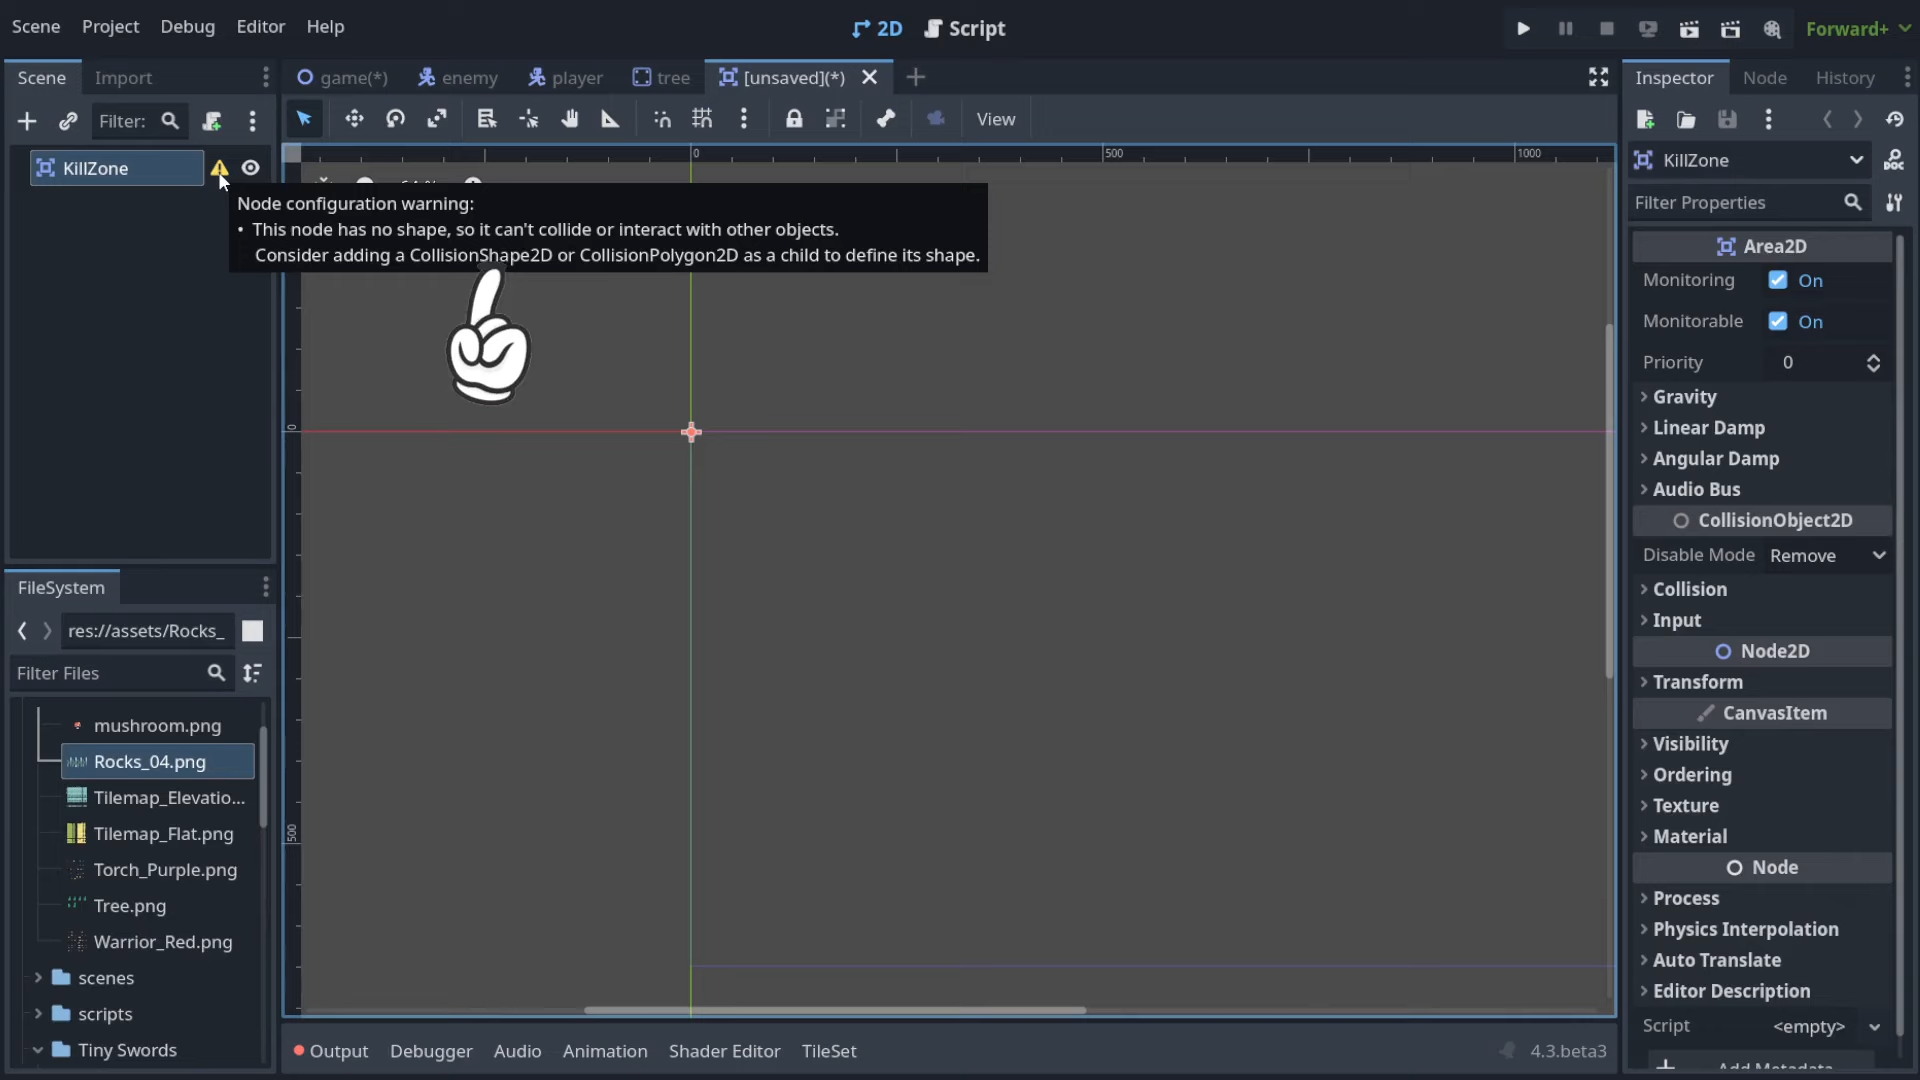 Scene Project Debug Editor Help
2D Script
Forward+
Scene Import
game(*) enemy player tree [unsaved](*)
Inspector Node History
Filter:
View
KillZone
0 500 1000
KillZone
Node configuration warning:
• This node has no shape, so it can't collide or interact with other objects.
Consider adding a CollisionShape2D or CollisionPolygon2D as a child to define its shape.
Filter Properties
Area2D
Monitoring On
Monitorable On
Priority 0
Gravity
Linear Damp
0
Angular Damp
Audio Bus
CollisionObject2D
Disable Mode Remove
Collision
Input
Node2D
Transform
CanvasItem
Visibility
Ordering
Texture
Material
Node
Process
Physics Interpolation
Auto Translate
Editor Description
Script <empty>
FileSystem
res://assets/Rocks_
Filter Files
mushroom.png
Rocks_04.png
Tilemap_Elevatio...
Tilemap_Flat.png
Torch_Purple.png
Tree.png
Warrior_Red.png
scenes
scripts
Tiny Swords
500
Output Debugger Audio Animation Shader Editor TileSet
4.3.beta3